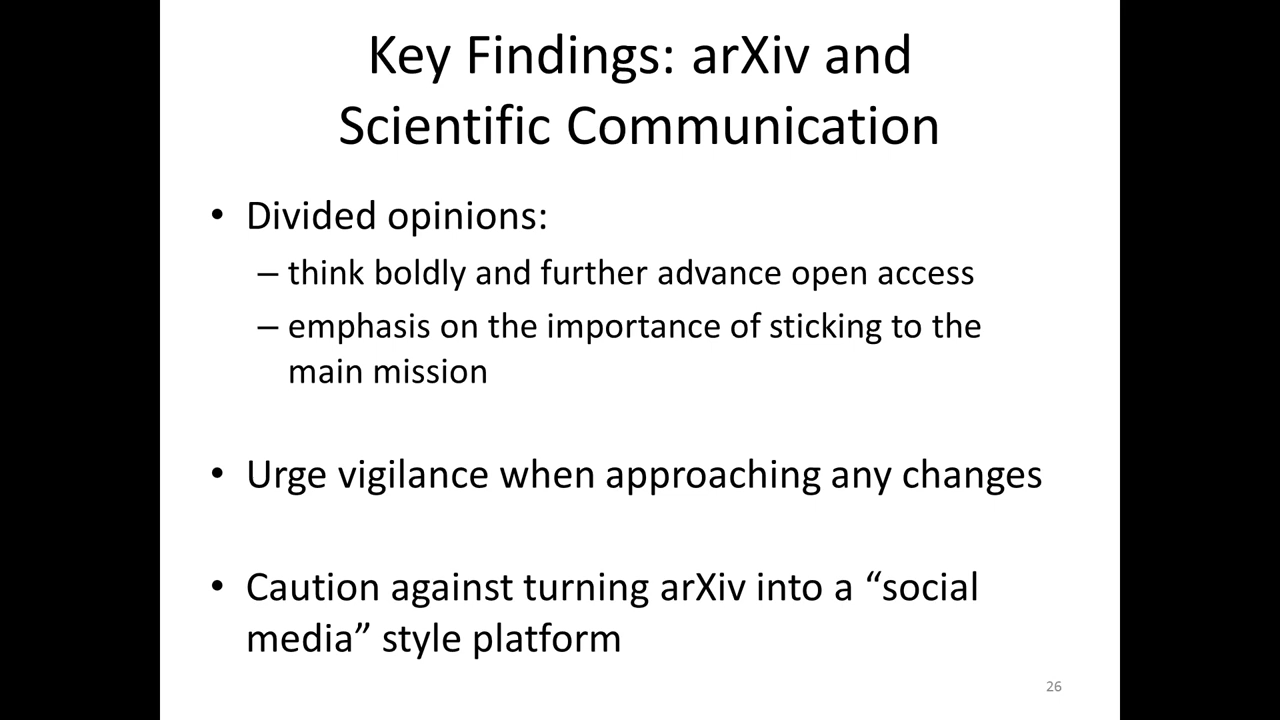 Key Findings: arXiv and
Scientific Communication
• Divided opinions:
– think boldly and further advance open access
– emphasis on the importance of sticking to the
main mission
• Urge vigilance when approaching any changes
• Caution against turning arXiv into a “social
media” style platform
26